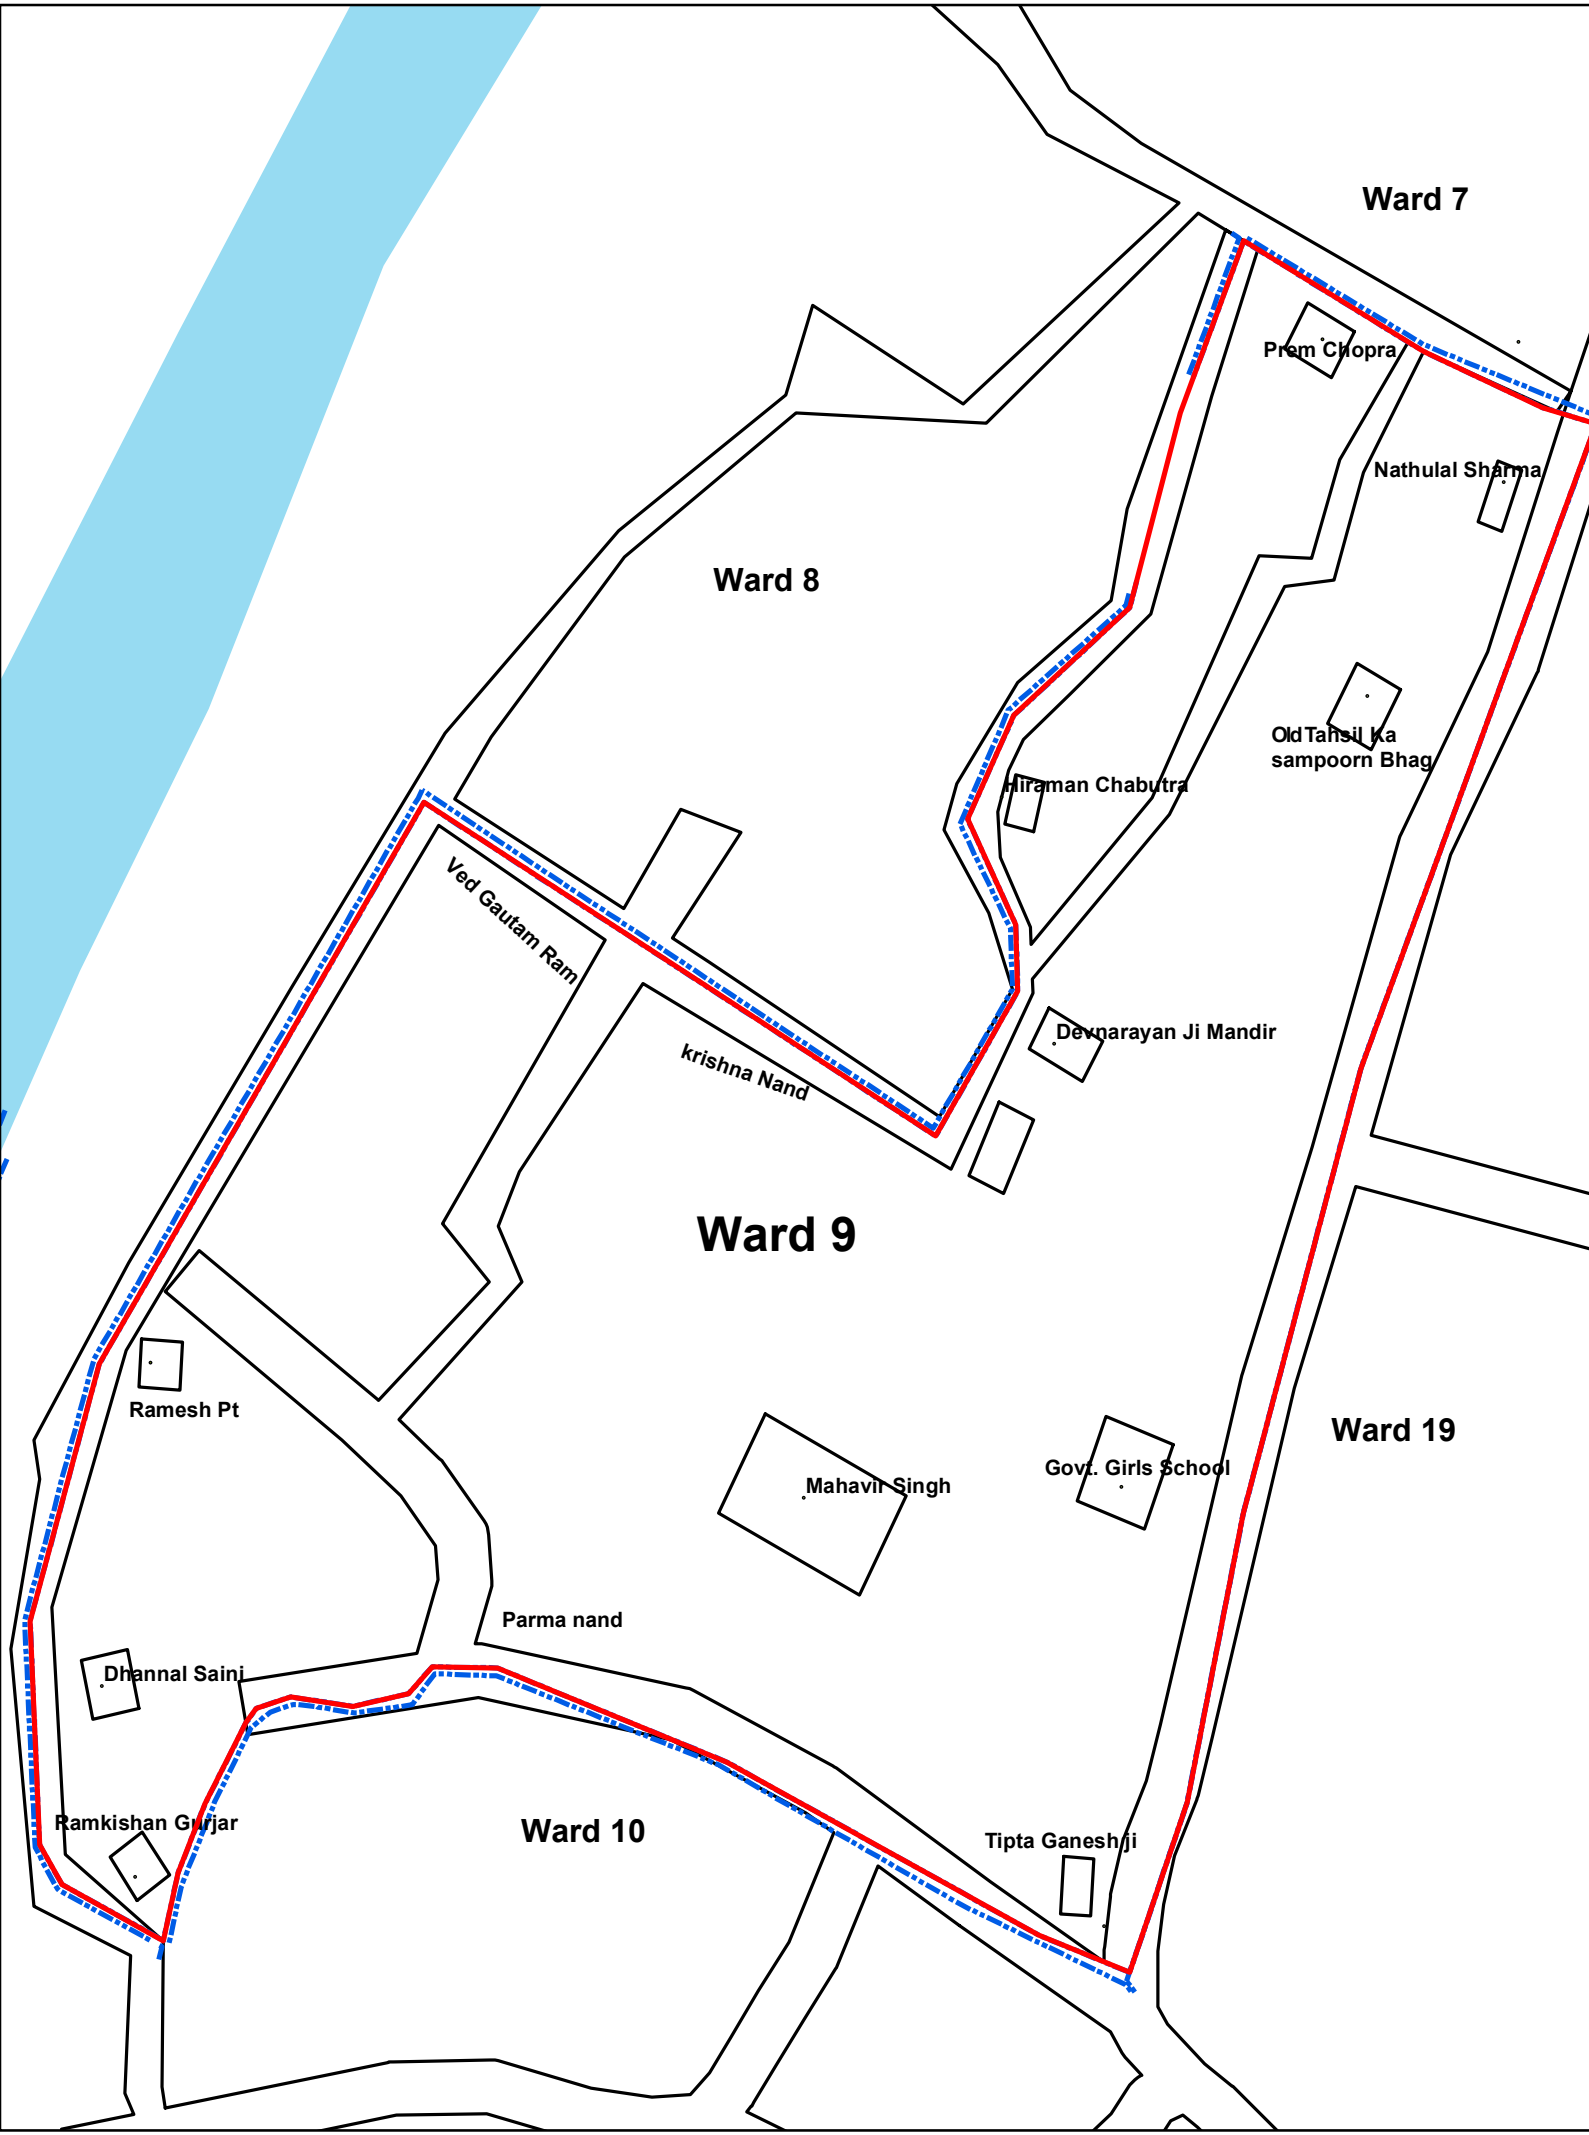 Ward 7
Prem Chopra
Nathulal Sharma
Ward 8
OldTahsil Ka
sampoorn Bhag
Hiraman Chabutra
Ved Gautam Ram
Devnarayan Ji Mandir
krishna Nand
Ward 9
Ramesh Pt
Ward 19
Govt. Girls School
Mahavir Singh
Parma nand
Dhannal Saini
Ramkishan Gurjar
Ward 10
Tipta Ganeshji